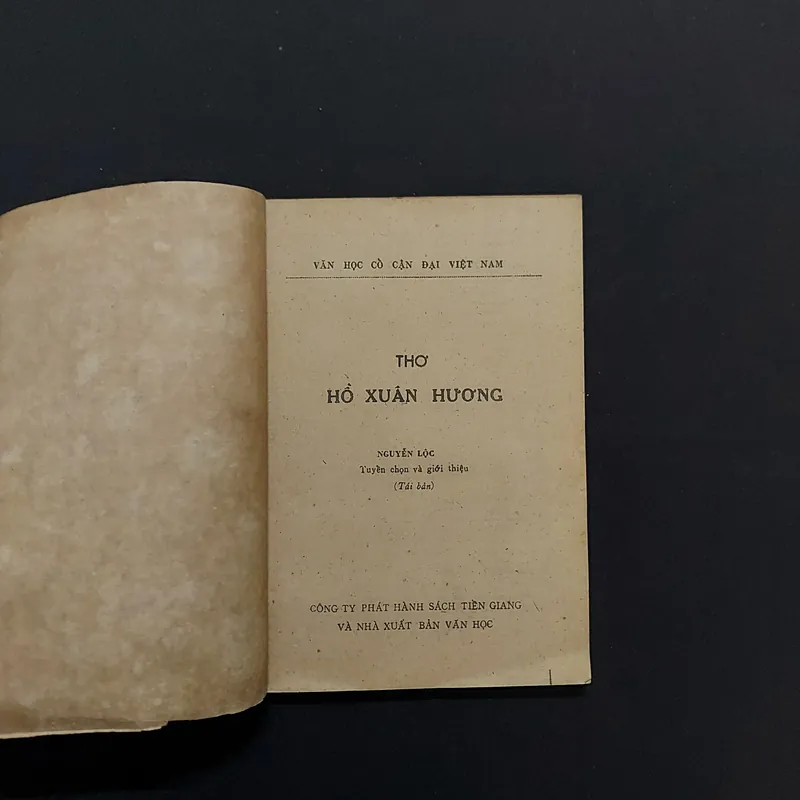 VĂN HỌC CỔ CẬN ĐẠI VIỆT NAM
THƠ
HỒ XUÂN HƯƠNG
NGUYỄN LỘC
Tuyển chọn và giới thiệu
(Tái bản)
CÔNG TY PHÁT HÀNH SÁCH TIỀN GIANG
VÀ NHÀ XUẤT BẢN VĂN HỌC